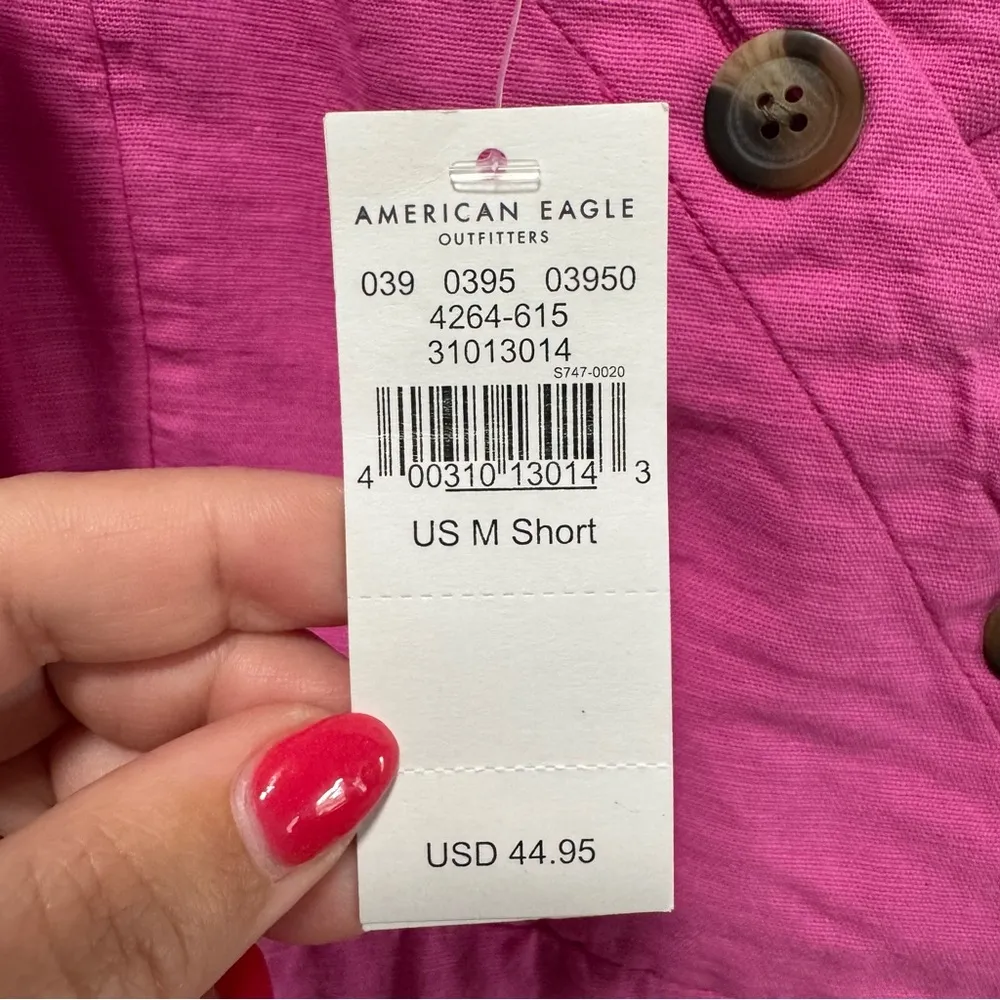 AMERICAN EAGLE
OUTFITTERS
039 0395 03950
4264-615
31013014
S747-0020
4 00310 13014 3
US M Short
USD 44.95